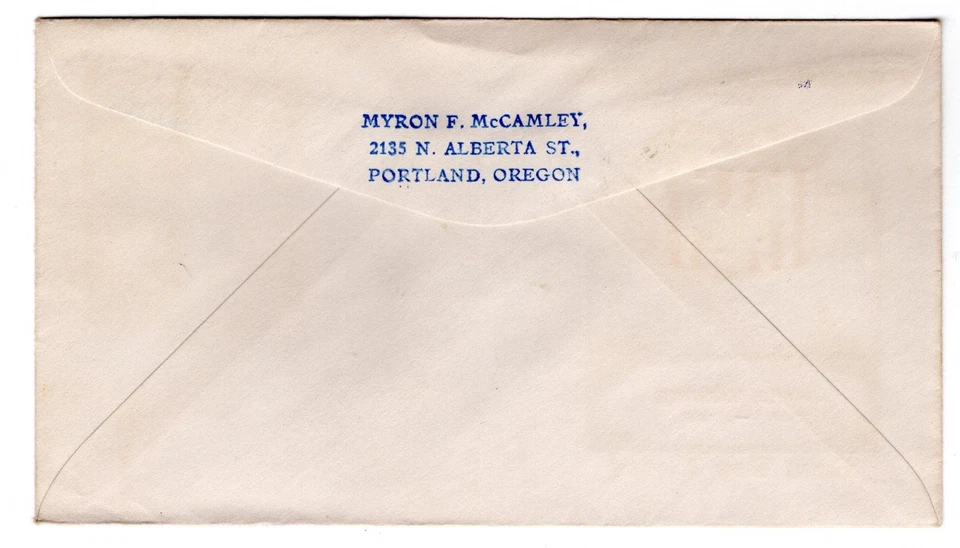 MYRON F. McCAMLEY,
2135 N. ALBERTA ST.,
PORTLAND, OREGON